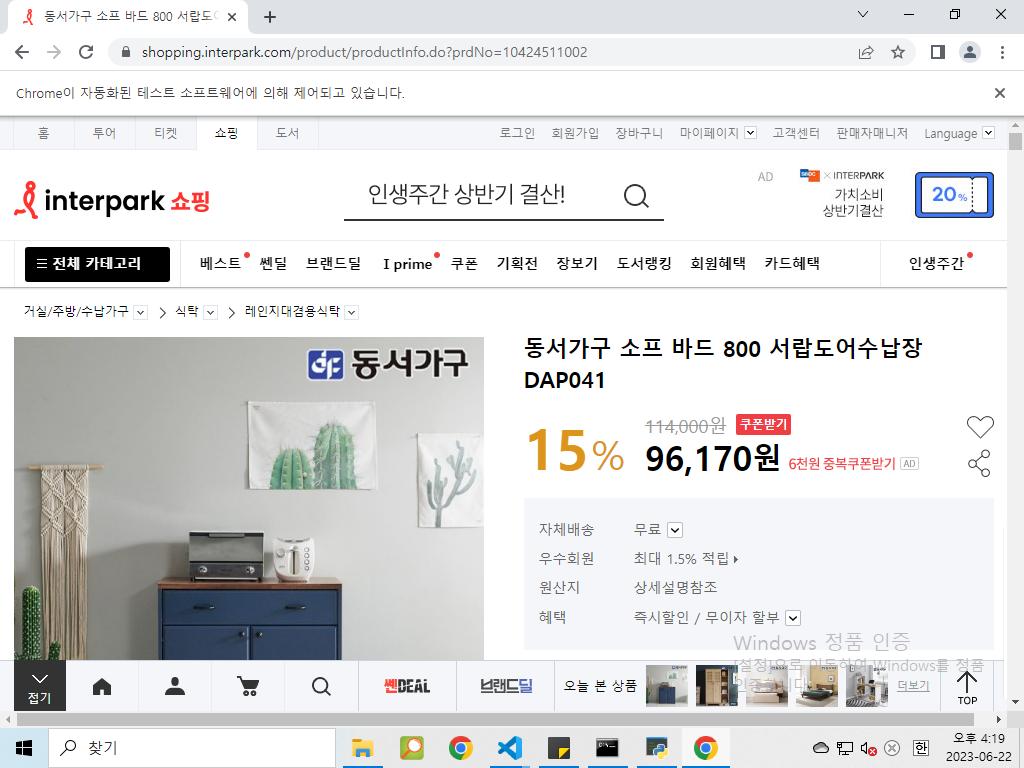 동서가구 소프 바드 800 서랍도어
shopping.interpark.com/product/productInfo.do?prdNo=10424511002
Chrome이 자동화된 테스트 소프트웨어에 의해 제어되고 있습니다.
홈 투어 티켓 쇼핑 도서 로그인 회원가입 장바구니 마이페이지 고객센터 판매자매니저 Language
interpark 쇼핑
인생주간 상반기 결산!
AD
× INTERPARK
가치소비
상반기결산
20%
전체 카테고리 베스트 쎈딜 브랜드딜 I prime 쿠폰 기획전 장보기 도서랭킹 회원혜택 카드혜택 인생주간
거실/주방/수납가구 식탁 레인지대겸용식탁
동서가구
동서가구 소프 바드 800 서랍도어수납장
DAP041
15%
114,000원 쿠폰받기
96,170원 6천원 중복쿠폰받기 AD
자체배송 무료
우수회원 최대 1.5% 적립
원산지 상세설명참조
혜택 즉시할인 / 무이자 할부
Windows 정품 인증
[설정]으로 이동하여 Windows를 정품
접기
쎈DEAL
브랜드딜
오늘 본 상품
더보기
TOP
찾기
한
오후 4:19
2023-06-22